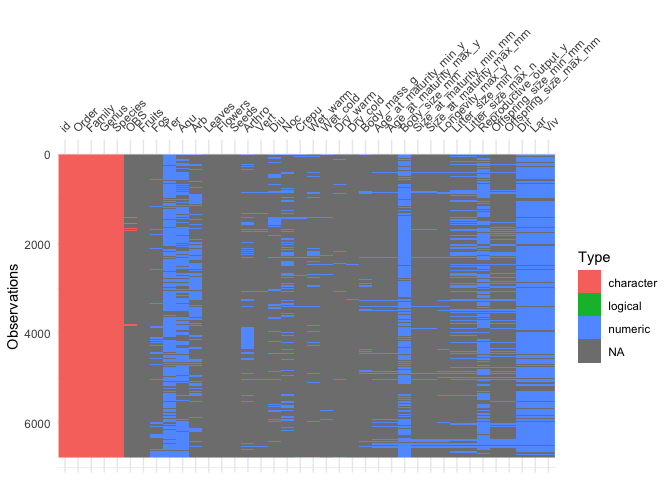 id
Order
Family
Genus
Species
OBS
Fruits
Fos
Ter
Aqu
Arb
Leaves
Flowers
Seeds
Arthro
Vert
Diu
Noc
Crepu
Wet_warm
Wet_cold
Dry_warm
Dry_cold
Body_mass_g
Age_at_maturity_min_y
Age_at_maturity_max_y
Body_size_mm
Size_at_maturity_min_mm
Size_at_maturity_max_mm
Longevity_max_y
Litter_size_min_n
Litter_size_max_n
Reproductive_output_y
Offspring_size_min_mm
Offspring_size_max_mm
Dir
Lar
Viv
0
2000
4000
6000
Observations
Type
character
logical
numeric
NA